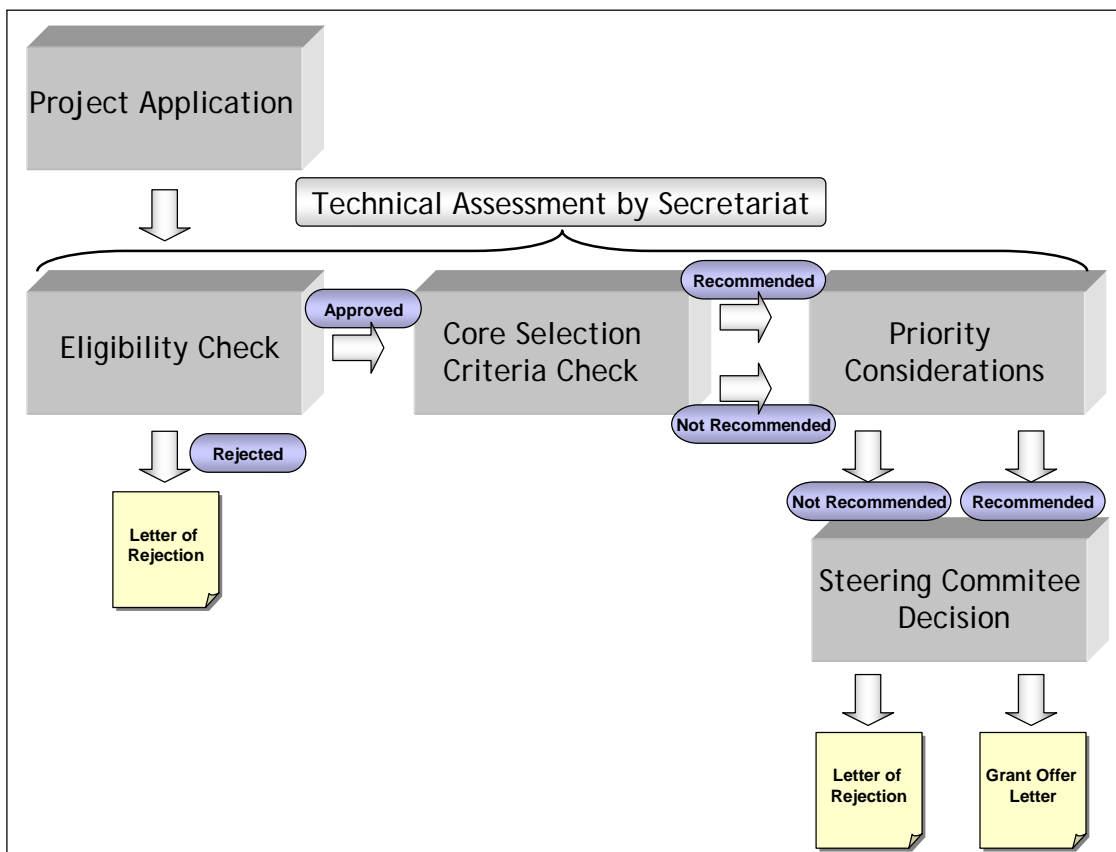 Project Application
Technical Assessment by Secretariat
Eligibility Check
Approved
Core Selection
Criteria Check
Recommended
Not Recommended
Priority
Considerations
Rejected
Letter of
Rejection
Not Recommended
Recommended
Steering Commitee
Decision
Letter of
Rejection
Grant Offer
Letter